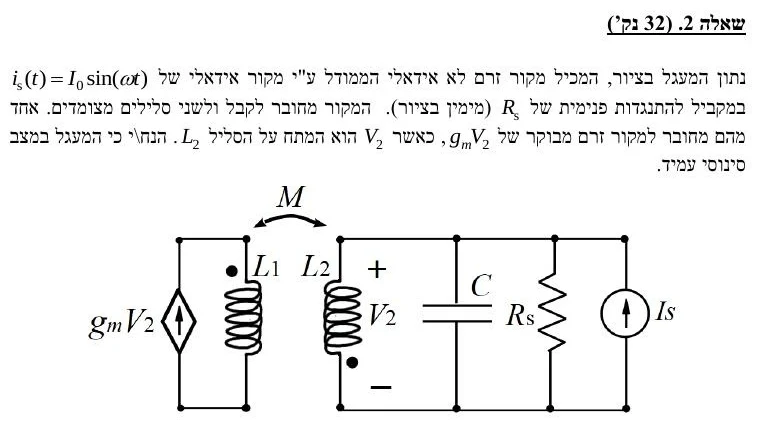 שאלה 2. (32 נק')
נתון המעגל בציור, המכיל מקור זרם לא אידאלי הממודל ע"י מקור אידאלי של i_s(t) = I_0 sin(ωt)
במקביל להתנגדות פנימית של R_s (מימין בציור). המקור מחובר לקבל ולשני סלילים מצומדים. אחד
מהם מחובר למקור זרם מבוקר של g_mV_2, כאשר V_2 הוא המתח על הסליל L_2. הנח\י כי המעגל במצב
סינוסי עמיד.
M
L1 L2 +
C
gmV2 V2 Rs Is
−